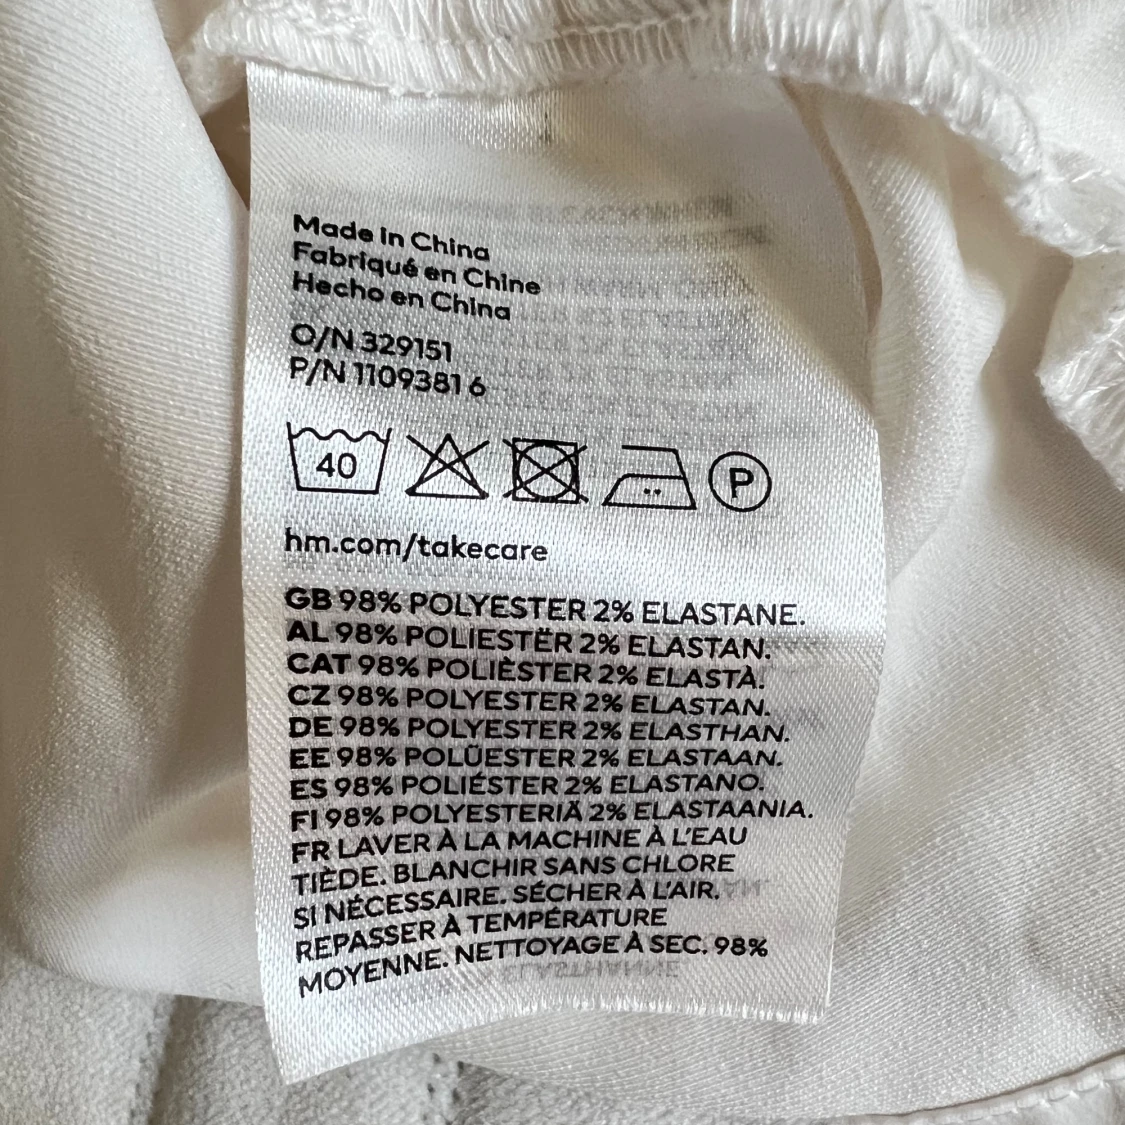 Made in China
Fabriqué en Chine
Hecho en China
O/N 329151
P/N 11093816
40
P
hm.com/takecare
GB 98% POLYESTER 2% ELASTANE.
AL 98% POLIESTËR 2% ELASTAN.
CAT 98% POLIÈSTER 2% ELASTÀ.
CZ 98% POLYESTER 2% ELASTAN.
DE 98% POLYESTER 2% ELASTHAN.
EE 98% POLÜESTER 2% ELASTAAN.
ES 98% POLIÉSTER 2% ELASTANO.
FI 98% POLYESTERIÄ 2% ELASTAANIA.
FR LAVER À LA MACHINE À L'EAU
TIÈDE. BLANCHIR SANS CHLORE
SI NÉCESSAIRE. SÉCHER À L'AIR.
REPASSER À TEMPÉRATURE
MOYENNE. NETTOYAGE À SEC. 98%